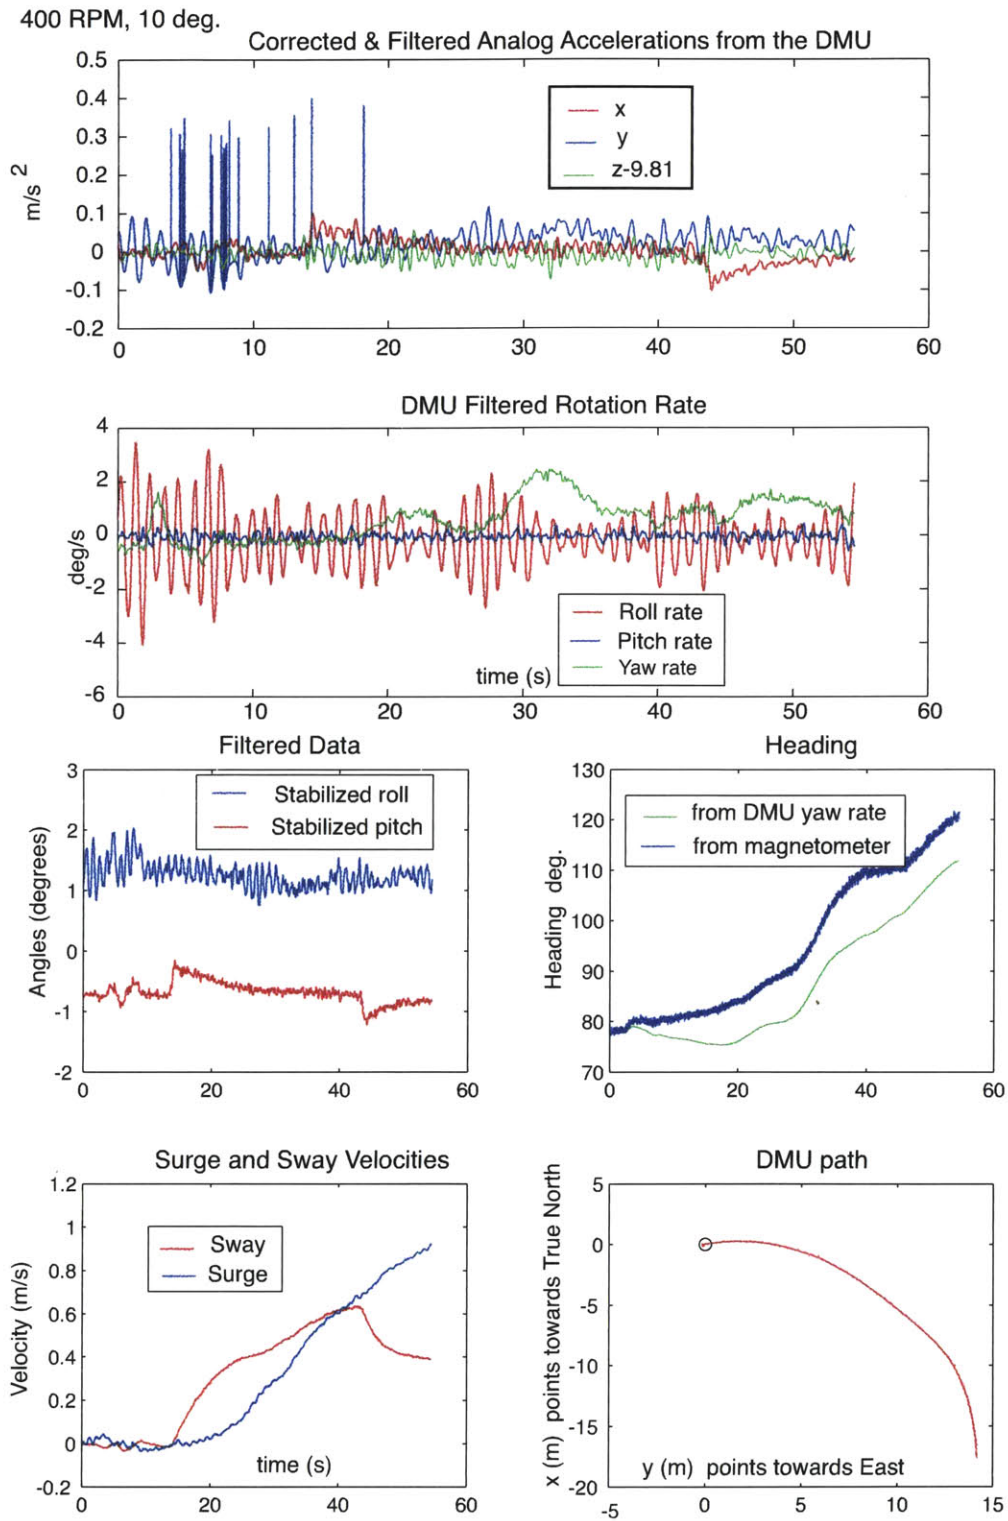 400 RPM, 10 deg.
Corrected & Filtered Analog Accelerations from the DMU
m/s 2
0.5
0.4
0.3
0.2
0.1
0
-0.1
-0.2
x
y
z-9.81
0 10 20 30 40 50 60
DMU Filtered Rotation Rate
deg/s
4
2
0
-2
-4
-6
Roll rate
Pitch rate
Yaw rate
time (s)
0 10 20 30 40 50 60
Filtered Data
Angles (degrees)
3
2
1
0
-1
-2
Stabilized roll
Stabilized pitch
0 20 40 60
Heading
Heading deg.
130
120
110
100
90
80
70
from DMU yaw rate
from magnetometer
0 20 40 60
Surge and Sway Velocities
Velocity (m/s)
1.2
1
0.8
0.6
0.4
0.2
0
-0.2
Sway
Surge
time (s)
0 20 40 60
DMU path
x (m) points towards True North
5
0
-5
-10
-15
-20
y (m) points towards East
-5 0 5 10 15